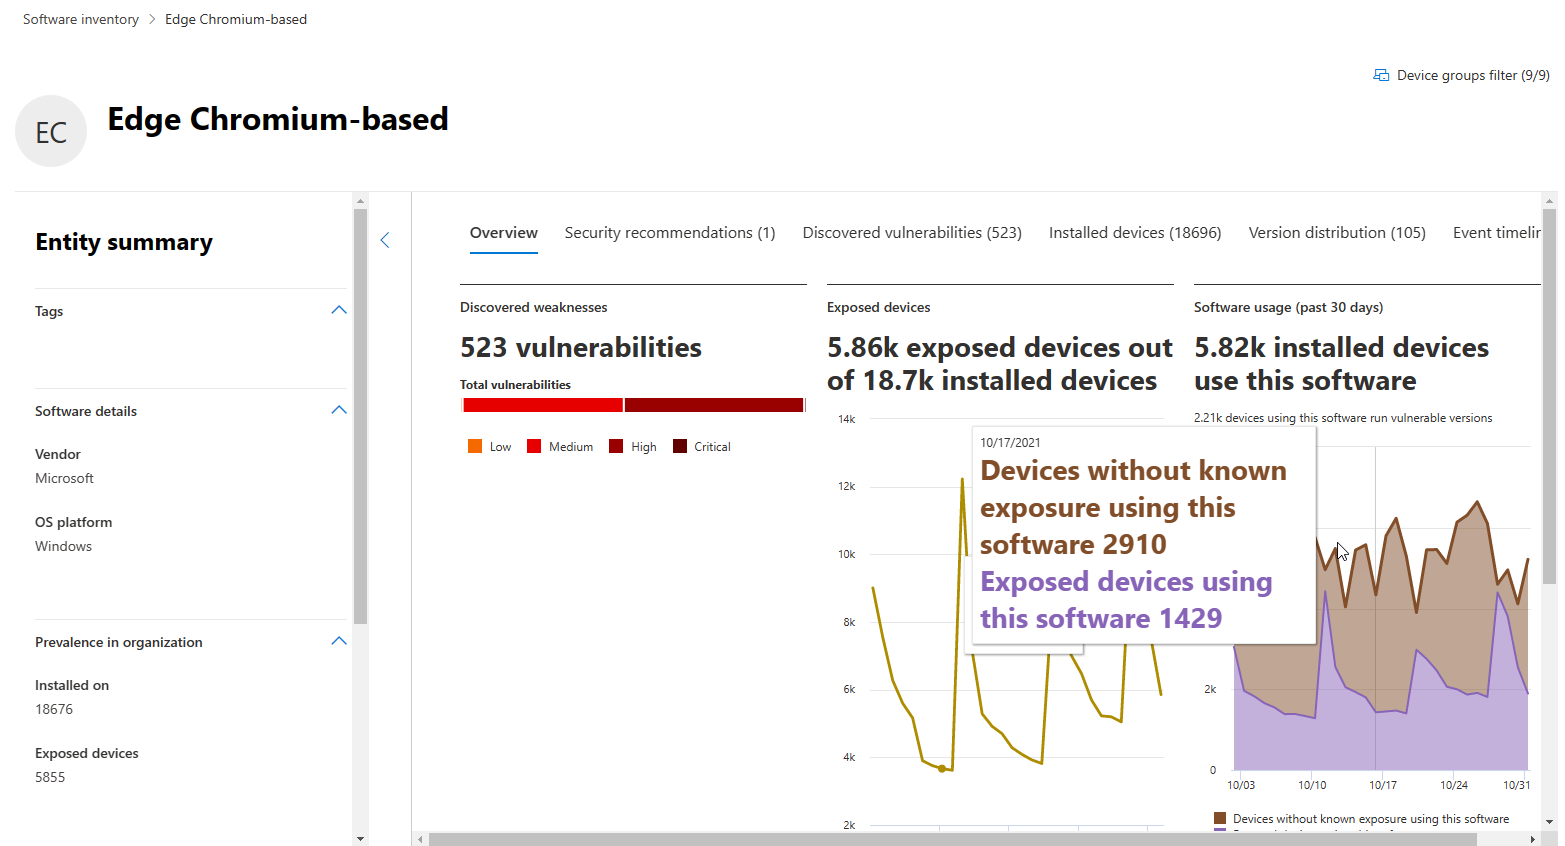 Software inventory > Edge Chromium-based
Device groups filter (9/9)
EC
Edge Chromium-based
Entity summary
Tags
Software details
Vendor
Microsoft
OS platform
Windows
Prevalence in organization
Installed on
18676
Exposed devices
5855
Overview
Security recommendations (1)
Discovered vulnerabilities (523)
Installed devices (18696)
Version distribution (105)
Event timelin
Discovered weaknesses
523 vulnerabilities
Total vulnerabilities
Low
Medium
High
Critical
Exposed devices
5.86k exposed devices out
of 18.7k installed devices
14k
12k
10k
8k
6k
4k
2k
Software usage (past 30 days)
5.82k installed devices
use this software
2.21k devices using this software run vulnerable versions
10/17/2021
Devices without known
exposure using this
software 2910
Exposed devices using
this software 1429
2k
0
10/03
10/10
10/17
10/24
10/31
Devices without known exposure using this software